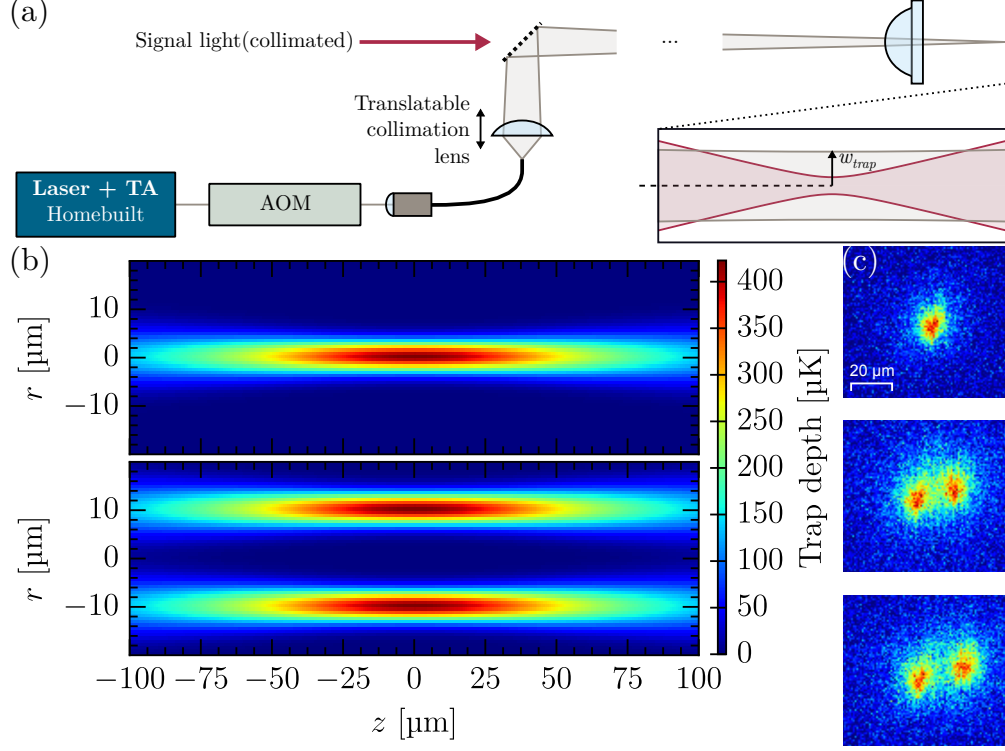 (a)
Signal light(collimated)
...
Translatable
collimation
lens
w_trap
Laser + TA
Homebuilt
AOM
(b)
(c)
10
0
−10
r [µm]
10
0
−10
r [µm]
−100 −75 −50 −25 0 25 50 75 100
z [µm]
400
350
300
250
200
150
100
50
0
Trap depth [µK]
20 µm